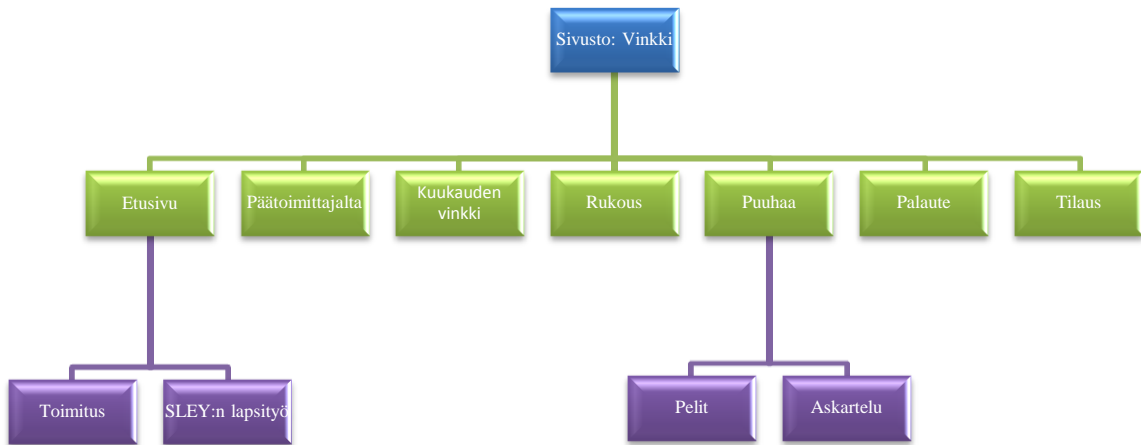 Sivusto: Vinkki
Etusivu
Päätoimittajalta
Kuukauden
vinkki
Rukous
Puuhaa
Palaute
Tilaus
Toimitus
SLEY:n lapsityö
Pelit
Askartelu